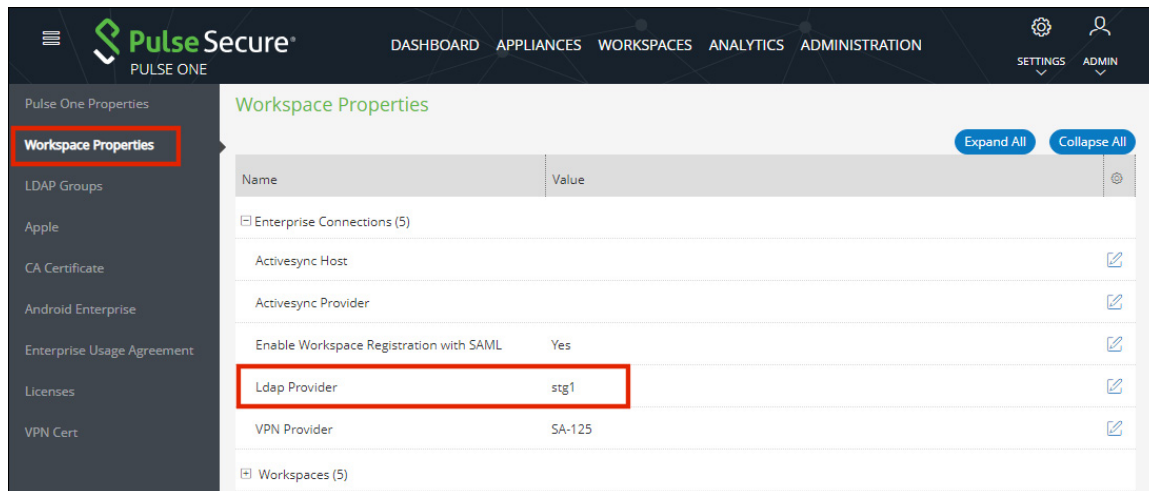 Pulse Secure®
PULSE ONE
DASHBOARD APPLIANCES WORKSPACES ANALYTICS ADMINISTRATION
SETTINGS ADMIN
Pulse One Properties
Workspace Properties
LDAP Groups
Apple
CA Certificate
Android Enterprise
Enterprise Usage Agreement
Licenses
VPN Cert
Workspace Properties
Expand All Collapse All
Name Value
Enterprise Connections (5)
Activesync Host
Activesync Provider
Enable Workspace Registration with SAML Yes
Ldap Provider stg1
VPN Provider SA-125
Workspaces (5)